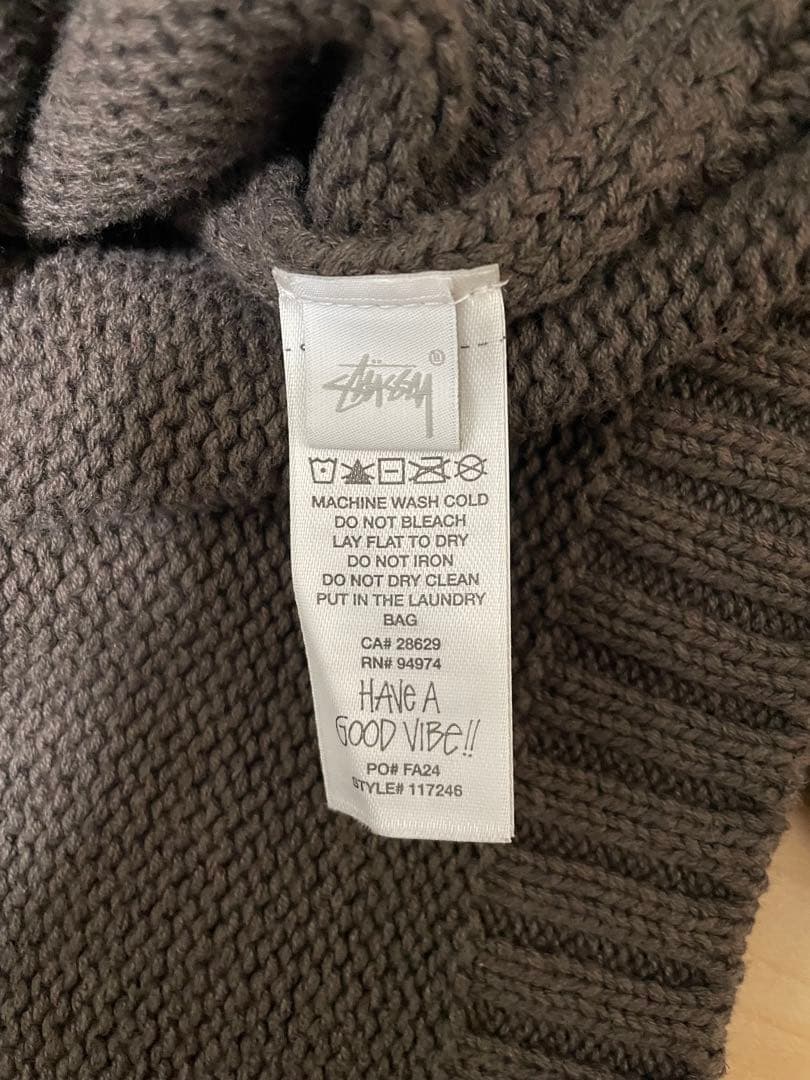 STÜSSY
MACHINE WASH COLD
DO NOT BLEACH
LAY FLAT TO DRY
DO NOT IRON
DO NOT DRY CLEAN
PUT IN THE LAUNDRY
BAG
CA# 28629
RN# 94974
HAVE A
GOOD VIBE!!
PO# FA24
STYLE# 117246